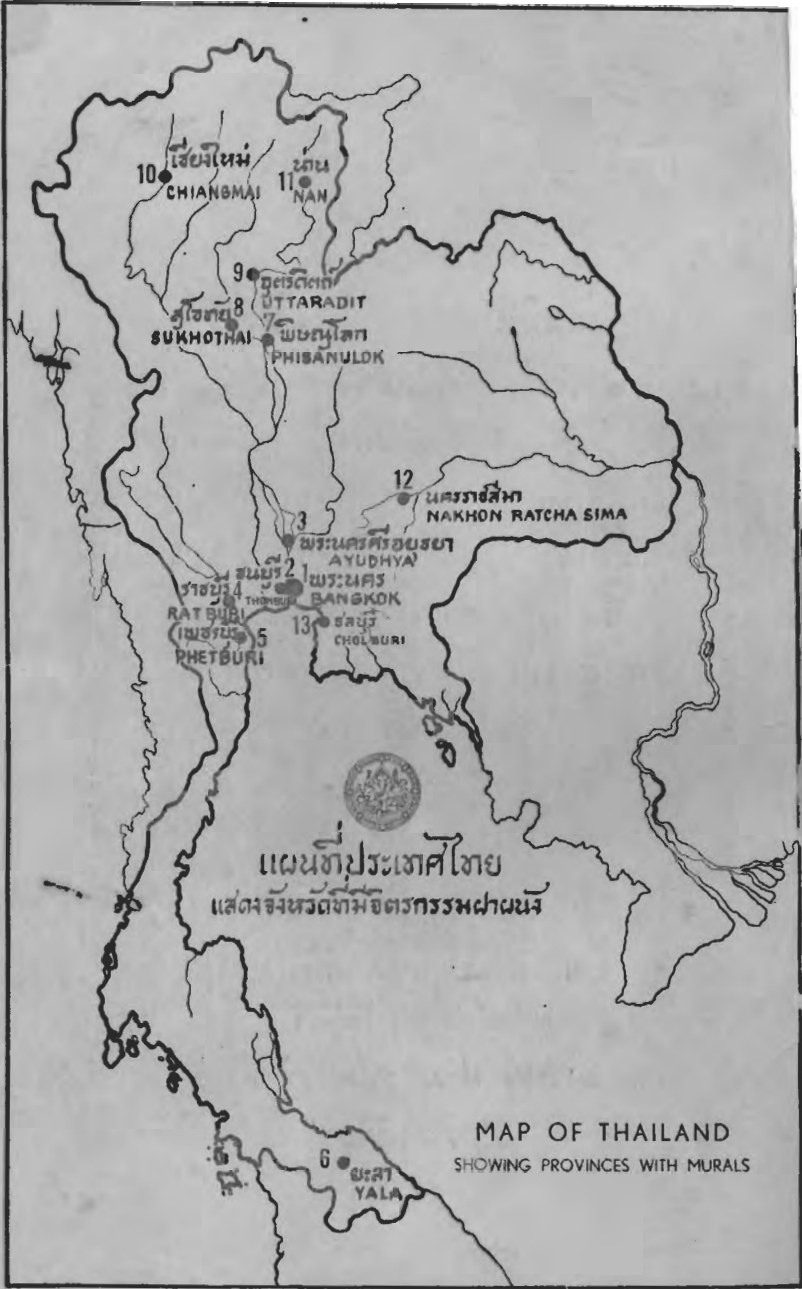 เชียงใหม่
10
CHIANGMAI
น่าน
11
NAN
9
อุตรดิตถ์
UTTARADIT
สุโขทัย
8
SUKHOTHAI
7
พิษณุโลก
PHISANULOK
12
นครราชสีมา
NAKHON RATCHA SIMA
3
พระนครศรีอยุธยา
AYUDHYA
ธนบุรี 2
THONBURI
1
พระนคร
BANGKOK
ราชบุรี 4
RATBURI
เพชรบุรี
5
PHETBURI
13
ชลบุรี
CHOLBURI
แผนที่ประเทศไทย
แสดงจังหวัดที่มีจิตรกรรมฝาผนัง
MAP OF THAILAND
SHOWING PROVINCES WITH MURALS
6
ยะลา
YALA